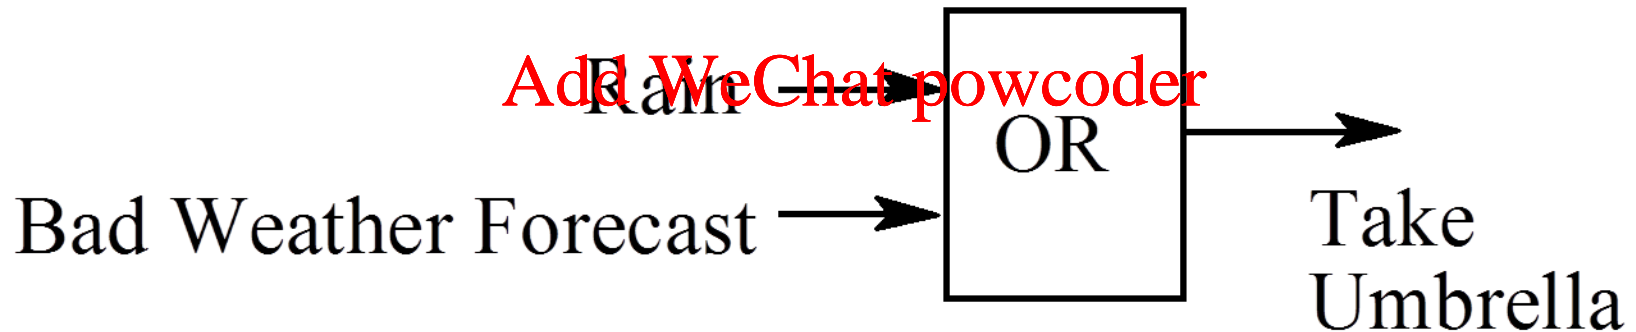 Add WeChat powcoder
Rain
OR
Bad Weather Forecast
Take
Umbrella